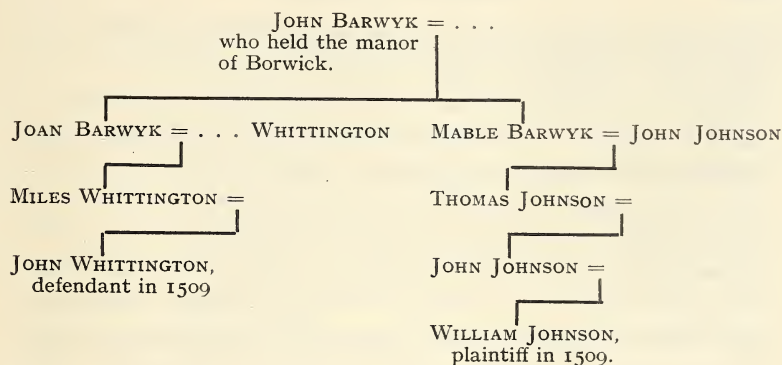 JOHN BARWYK = . . .
who held the manor
of Borwick.
JOAN BARWYK = . . . WHITTINGTON MABLE BARWYK = JOHN JOHNSON
MILES WHITTINGTON = THOMAS JOHNSON =
JOHN WHITTINGTON, JOHN JOHNSON =
defendant in 1509
WILLIAM JOHNSON,
plaintiff in 1509.